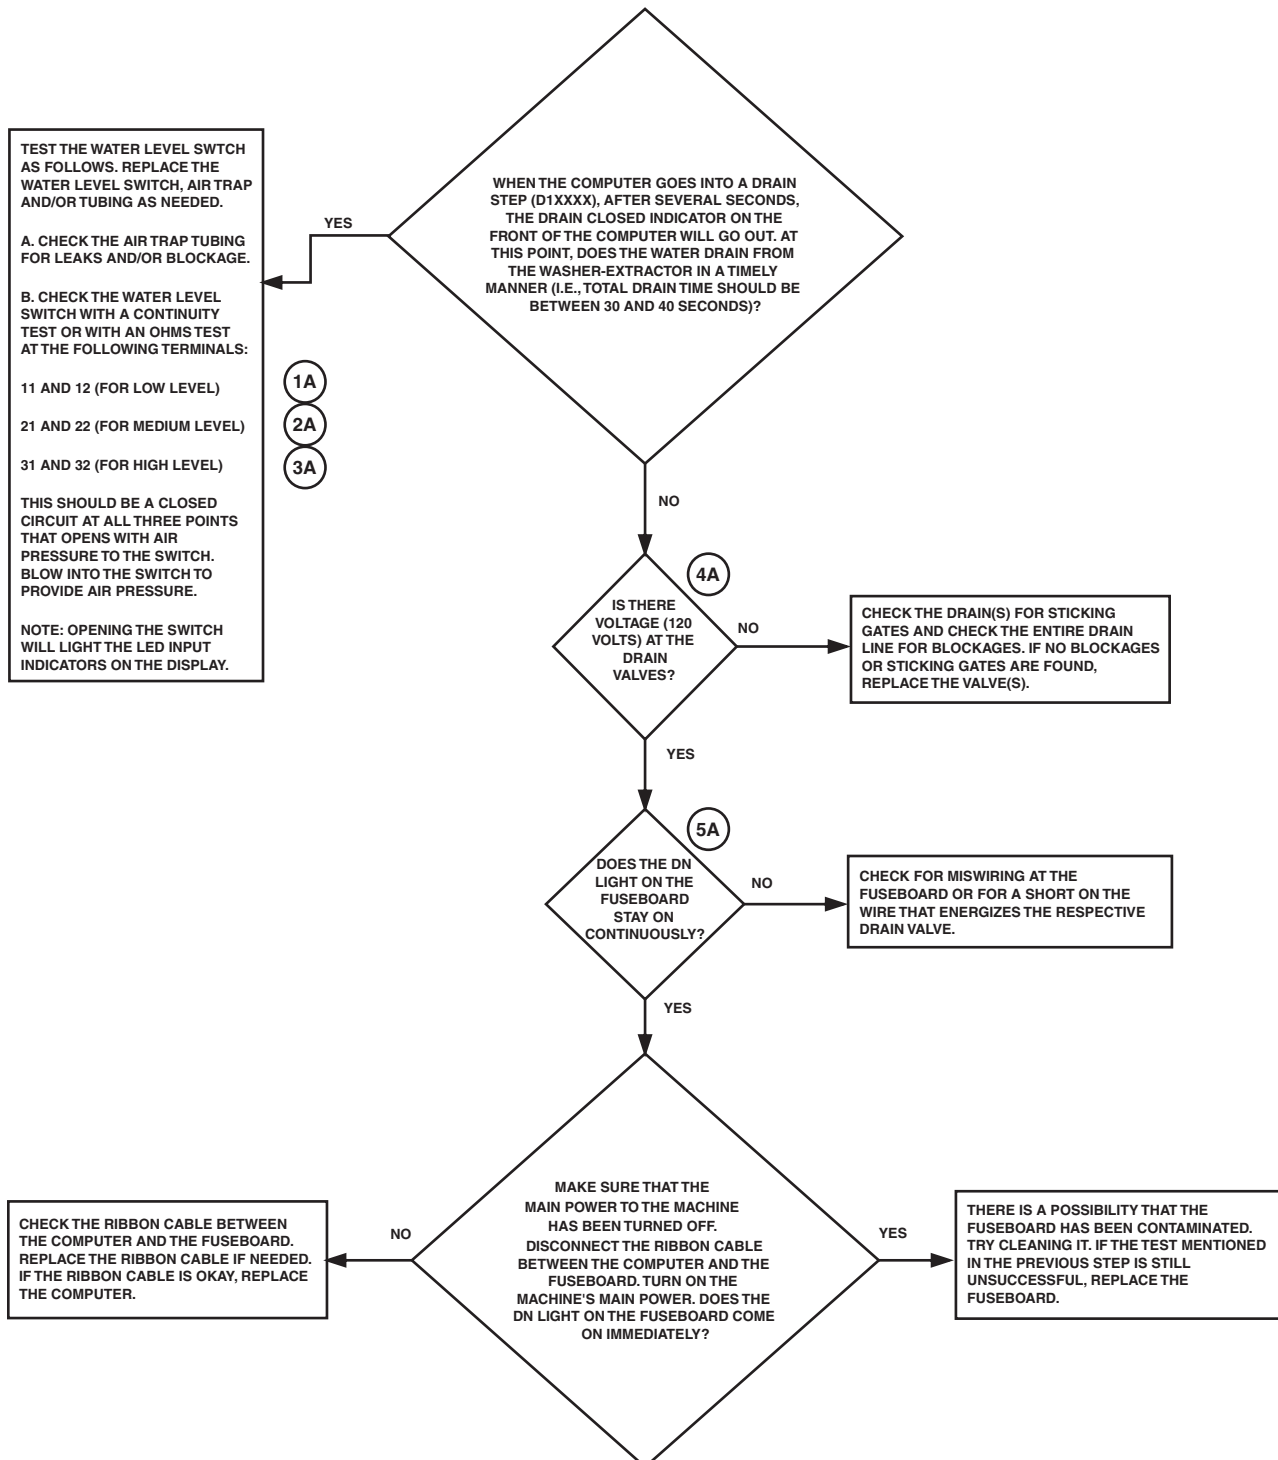 WHEN THE COMPUTER GOES INTO A DRAIN
STEP (D1XXXX), AFTER SEVERAL SECONDS,
THE DRAIN CLOSED INDICATOR ON THE
FRONT OF THE COMPUTER WILL GO OUT. AT
THIS POINT, DOES THE WATER DRAIN FROM
THE WASHER-EXTRACTOR IN A TIMELY
MANNER (I.E., TOTAL DRAIN TIME SHOULD BE
BETWEEN 30 AND 40 SECONDS)?
YES
TEST THE WATER LEVEL SWTCH
AS FOLLOWS. REPLACE THE
WATER LEVEL SWITCH, AIR TRAP
AND/OR TUBING AS NEEDED.
A. CHECK THE AIR TRAP TUBING
FOR LEAKS AND/OR BLOCKAGE.
B. CHECK THE WATER LEVEL
SWITCH WITH A CONTINUITY
TEST OR WITH AN OHMS TEST
AT THE FOLLOWING TERMINALS:
11 AND 12 (FOR LOW LEVEL)
1A
21 AND 22 (FOR MEDIUM LEVEL)
2A
31 AND 32 (FOR HIGH LEVEL)
3A
THIS SHOULD BE A CLOSED
CIRCUIT AT ALL THREE POINTS
THAT OPENS WITH AIR
PRESSURE TO THE SWITCH.
BLOW INTO THE SWITCH TO
PROVIDE AIR PRESSURE.
NOTE: OPENING THE SWITCH
WILL LIGHT THE LED INPUT
INDICATORS ON THE DISPLAY.
NO
4A
IS THERE
VOLTAGE (120
VOLTS) AT THE
DRAIN
VALVES?
NO
CHECK THE DRAIN(S) FOR STICKING
GATES AND CHECK THE ENTIRE DRAIN
LINE FOR BLOCKAGES. IF NO BLOCKAGES
OR STICKING GATES ARE FOUND,
REPLACE THE VALVE(S).
YES
5A
DOES THE DN
LIGHT ON THE
FUSEBOARD
STAY ON
CONTINUOUSLY?
NO
CHECK FOR MISWIRING AT THE
FUSEBOARD OR FOR A SHORT ON THE
WIRE THAT ENERGIZES THE RESPECTIVE
DRAIN VALVE.
YES
MAKE SURE THAT THE
MAIN POWER TO THE MACHINE
HAS BEEN TURNED OFF.
DISCONNECT THE RIBBON CABLE
BETWEEN THE COMPUTER AND THE
FUSEBOARD. TURN ON THE
MACHINE'S MAIN POWER. DOES THE
DN LIGHT ON THE FUSEBOARD COME
ON IMMEDIATELY?
NO
CHECK THE RIBBON CABLE BETWEEN
THE COMPUTER AND THE FUSEBOARD.
REPLACE THE RIBBON CABLE IF NEEDED.
IF THE RIBBON CABLE IS OKAY, REPLACE
THE COMPUTER.
YES
THERE IS A POSSIBILITY THAT THE
FUSEBOARD HAS BEEN CONTAMINATED.
TRY CLEANING IT. IF THE TEST MENTIONED
IN THE PREVIOUS STEP IS STILL
UNSUCCESSFUL, REPLACE THE
FUSEBOARD.